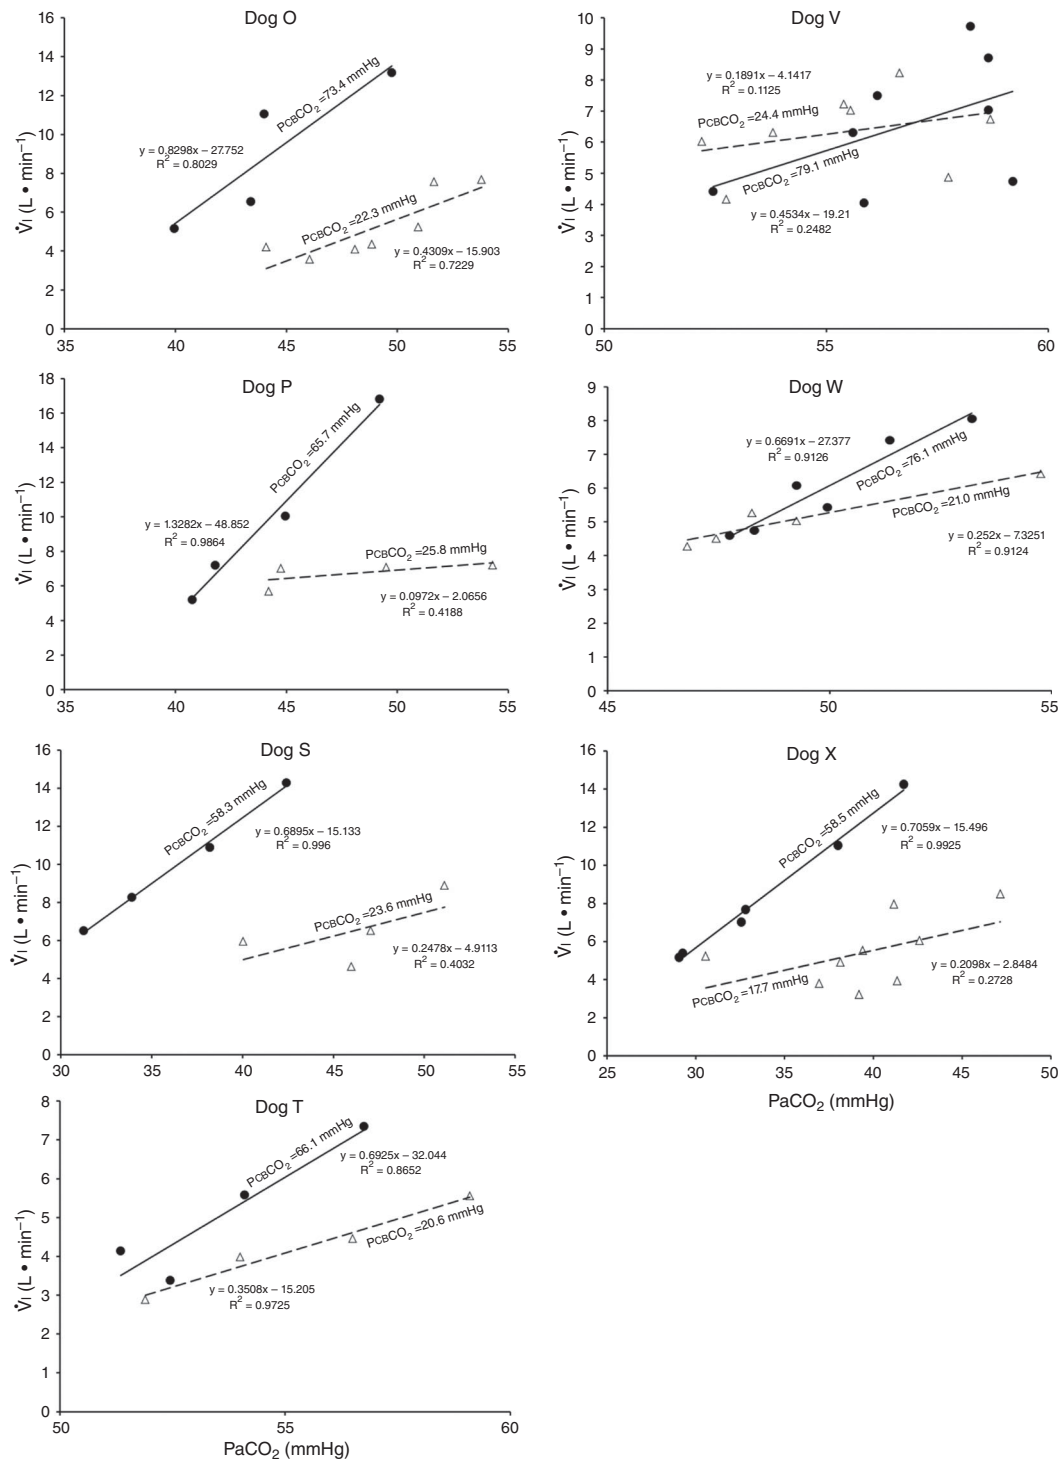 Dog O
V̇I (L • min−1)
16
14
12
10
8
6
4
2
0
35
40
45
50
55
PCBCO2 =73.4 mmHg
y = 0.8298x − 27.752
R2 = 0.8029
PCBCO2 =22.3 mmHg
y = 0.4309x − 15.903
R2 = 0.7229
Dog V
V̇I (L • min−1)
10
9
8
7
6
5
4
3
2
1
0
50
55
60
y = 0.1891x − 4.1417
R2 = 0.1125
PCBCO2 =24.4 mmHg
PCBCO2 =79.1 mmHg
y = 0.4534x − 19.21
R2 = 0.2482
Dog P
V̇I (L • min−1)
18
16
14
12
10
8
6
4
2
0
35
40
45
50
55
PCBCO2 =65.7 mmHg
y = 1.3282x − 48.852
R2 = 0.9864
PCBCO2 =25.8 mmHg
y = 0.0972x − 2.0656
R2 = 0.4188
Dog W
V̇I (L • min−1)
9
8
7
6
5
4
3
2
1
0
45
50
55
y = 0.6691x − 27.377
R2 = 0.9126
PCBCO2 =76.1 mmHg
PCBCO2 =21.0 mmHg
y = 0.252x − 7.3251
R2 = 0.9124
Dog S
V̇I (L • min−1)
16
14
12
10
8
6
4
2
0
30
35
40
45
50
55
PCBCO2 =58.3 mmHg
y = 0.6895x − 15.133
R2 = 0.996
PCBCO2 =23.6 mmHg
y = 0.2478x − 4.9113
R2 = 0.4032
Dog X
V̇I (L • min−1)
16
14
12
10
8
6
4
2
0
25
30
35
40
45
50
PCBCO2 =58.5 mmHg
y = 0.7059x − 15.496
R2 = 0.9925
PCBCO2 =17.7 mmHg
y = 0.2098x − 2.8484
R2 = 0.2728
PaCO2 (mmHg)
Dog T
V̇I (L • min−1)
8
7
6
5
4
3
2
1
0
50
55
60
PCBCO2 =66.1 mmHg
y = 0.6925x − 32.044
R2 = 0.8652
PCBCO2 =20.6 mmHg
y = 0.3508x − 15.205
R2 = 0.9725
PaCO2 (mmHg)